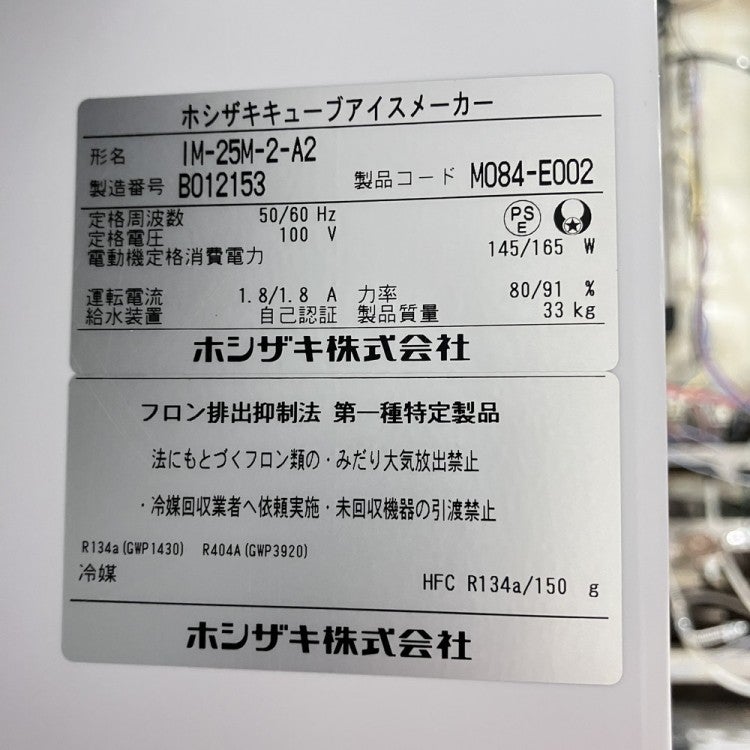 ホシザキキューブアイスメーカー
形名 IM-25M-2-A2
製造番号 B012153 製品コード M084-E002
定格周波数 50/60 Hz
PS
E
定格電圧 100 V
電動機定格消費電力 145/165 W
運転電流 1.8/1.8 A 力率 80/91 %
給水装置 自己認証 製品質量 33 kg
ホシザキ株式会社
フロン排出抑制法 第一種特定製品
法にもとづくフロン類の・みだり大気放出禁止
・冷媒回収業者へ依頼実施・未回収機器の引渡禁止
R134a(GWP1430) R404A(GWP3920)
冷媒 HFC R134a/150 g
ホシザキ株式会社